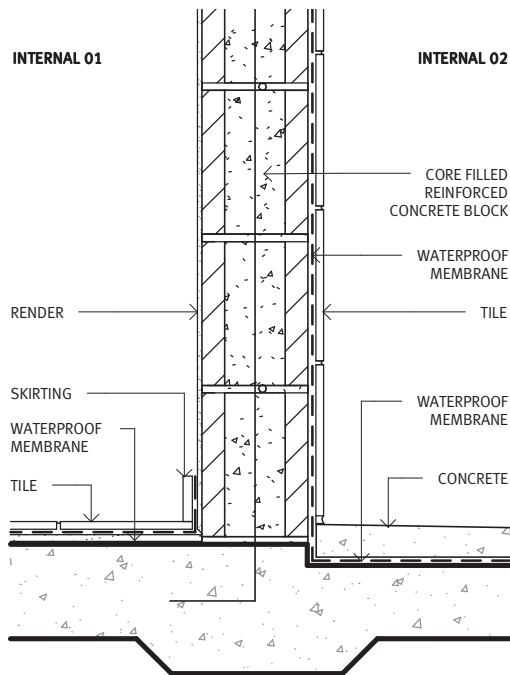 INTERNAL 01
INTERNAL 02
CORE FILLED
REINFORCED
CONCRETE BLOCK
WATERPROOF
MEMBRANE
RENDER
TILE
SKIRTING
WATERPROOF
MEMBRANE
WATERPROOF
MEMBRANE
TILE
CONCRETE